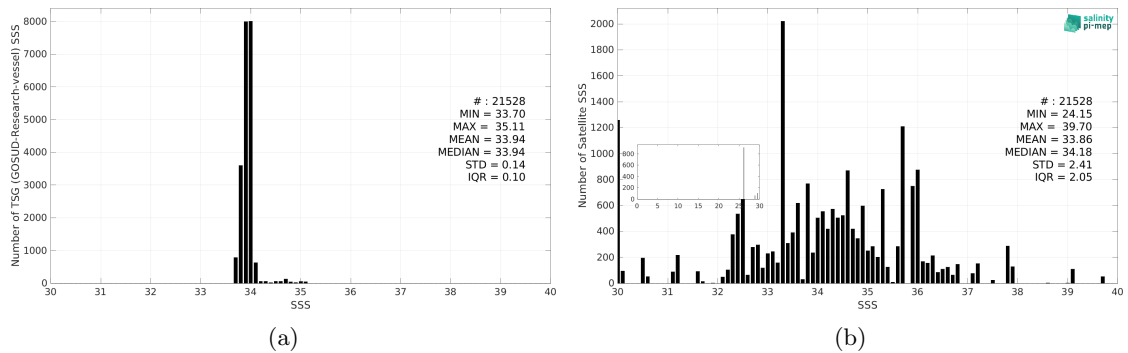 8000
7000
6000
5000
4000
3000
2000
1000
0
30 31 32 33 34 35 36 37 38 39 40
SSS
Number of TSG (GOSUD-Research-vessel) SSS
# : 21528
MIN = 33.70
MAX = 35.11
MEAN = 33.94
MEDIAN = 33.94
STD = 0.14
IQR = 0.10
(a)
2000
1800
1600
1400
1200
1000
800
600
400
200
0
30 31 32 33 34 35 36 37 38 39 40
SSS
Number of Satellite SSS
800
600
400
200
0
0 5 10 15 20 25 30
salinity
pi-mep
# : 21528
MIN = 24.15
MAX = 39.70
MEAN = 33.86
MEDIAN = 34.18
STD = 2.41
IQR = 2.05
(b)